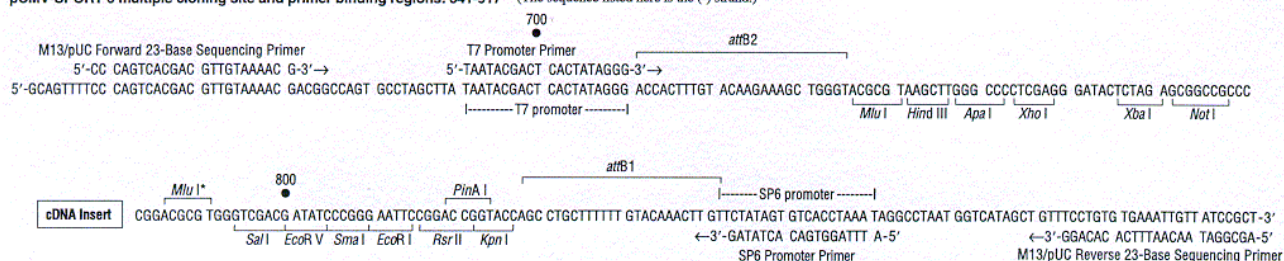 pCMV·SPORT 6 multiple cloning site and primer binding regions: 641-917 (The sequence listed here is the (-) strand.)
700
M13/pUC Forward 23-Base Sequencing Primer T7 Promoter Primer attB2
5'-CC CAGTCACGAC GTTGTAAAAC G-3'→ 5'-TAATACGACT CACTATAGGG-3'→
5'-GCAGTTTTCC CAGTCACGAC GTTGTAAAAC GACGGCCAGT GCCTAGCTTA TAATACGACT CACTATAGGG ACCACTTTGT ACAAGAAAGC TGGGTACGCG TAAGCTTGGG CCCCTCGAGG GATACTCTAG AGCGGCCGCCC
|---------- T7 promoter ---------| Mlu I Hind III Apa I Xho I Xba I Not I
attB1
Mlu I* 800 PinA I |------- SP6 promoter --------|
cDNA Insert CGGACGCG TGGGTCGACG ATATCCCGGG AATTCCGGAC CGGTACCAGC CTGCTTTTTT GTACAAACTT GTTCTATAGT GTCACCTAAA TAGGCCTAAT GGTCATAGCT GTTTCCTGTG TGAAATTGTT ATCCGCT-3'
Sal I EcoR V Sma I EcoR I Rsr II Kpn I ←3'-GATATCA CAGTGGATTT A-5' ←3'-GGACAC ACTTTAACAA TAGGCGA-5'
SP6 Promoter Primer M13/pUC Reverse 23-Base Sequencing Primer